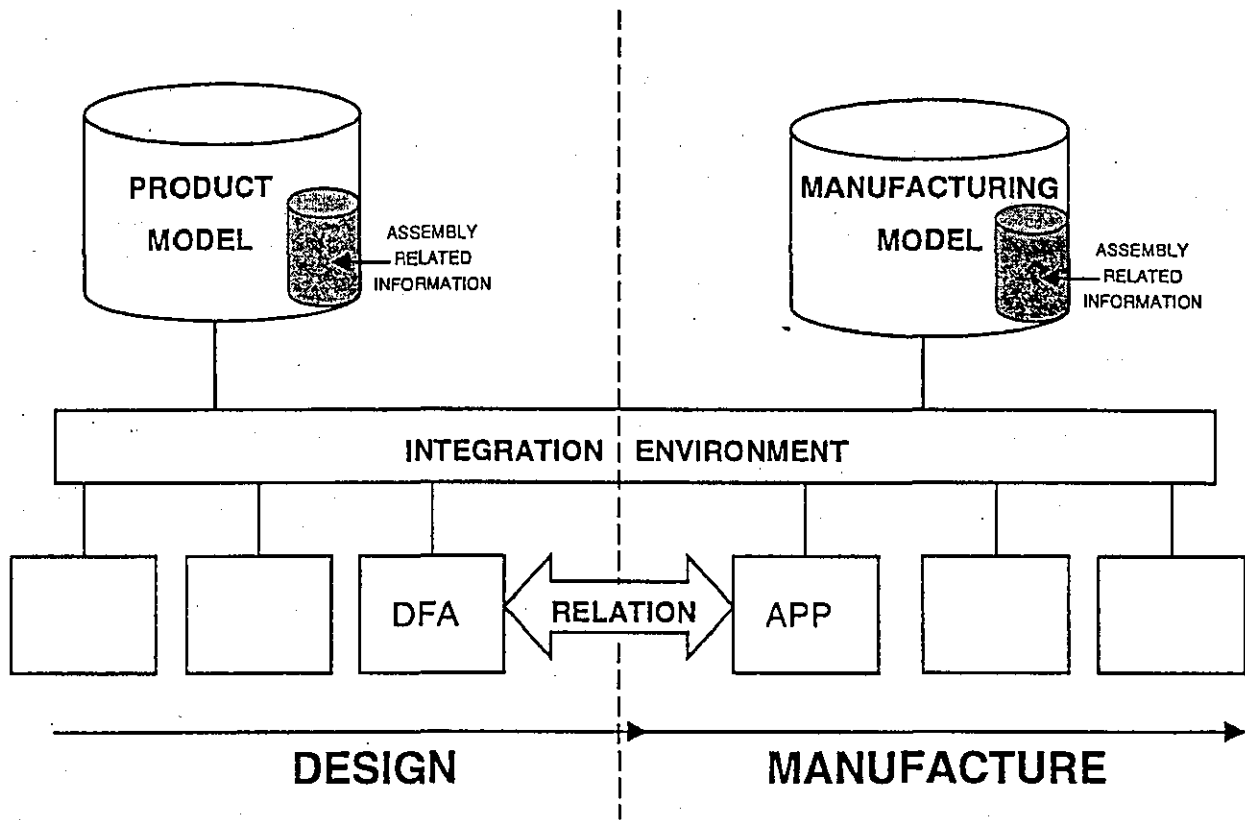 PRODUCT
MODEL
ASSEMBLY
RELATED
INFORMATION
MANUFACTURING
MODEL
ASSEMBLY
RELATED
INFORMATION
INTEGRATION ENVIRONMENT
DFA
RELATION
APP
DESIGN
MANUFACTURE